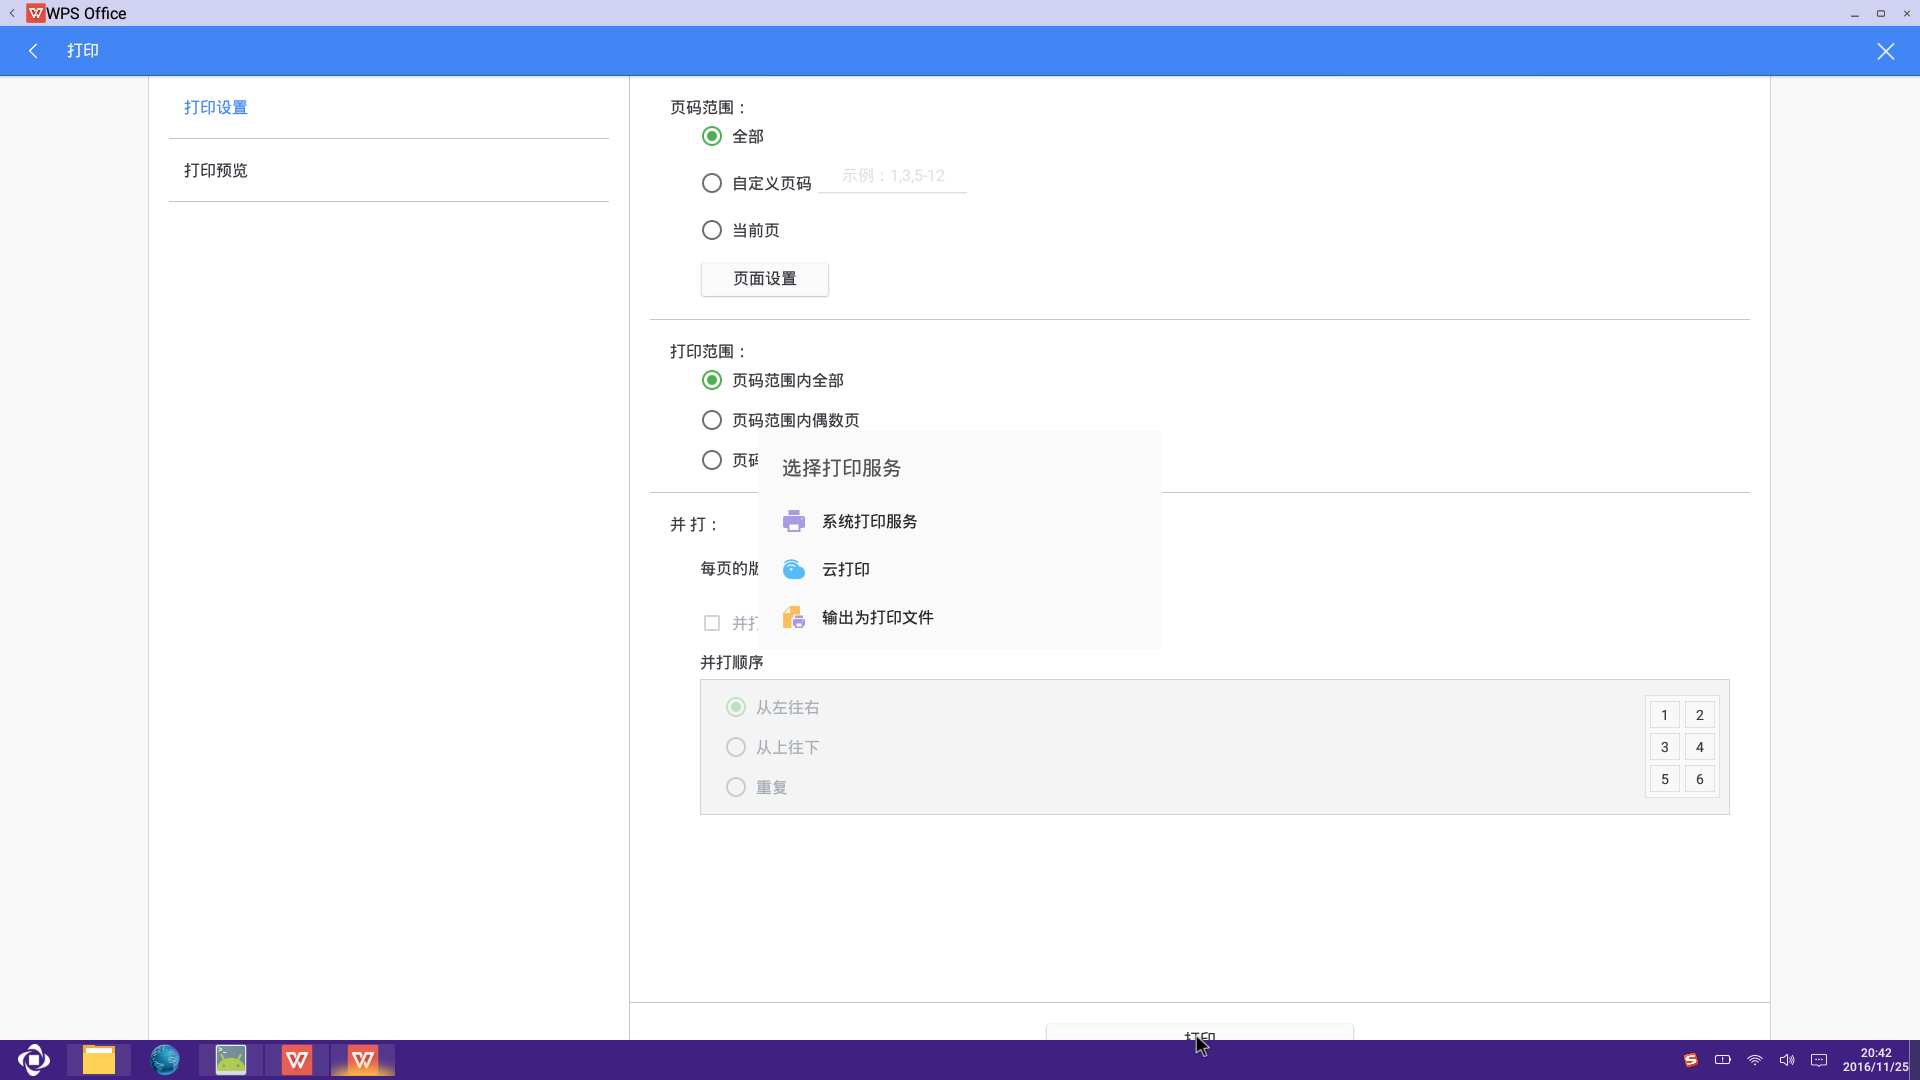 WPS Office
打印
打印设置
打印预览
页码范围：
全部
自定义页码 示例：1,3,5-12
当前页
页面设置
打印范围：
页码范围内全部
页码范围内偶数页
页码
选择打印服务
系统打印服务
云打印
输出为打印文件
并 打：
每页的版
并打
并打顺序
从左往右
从上往下
重复
1 2
3 4
5 6
打印
20:42
2016/11/25